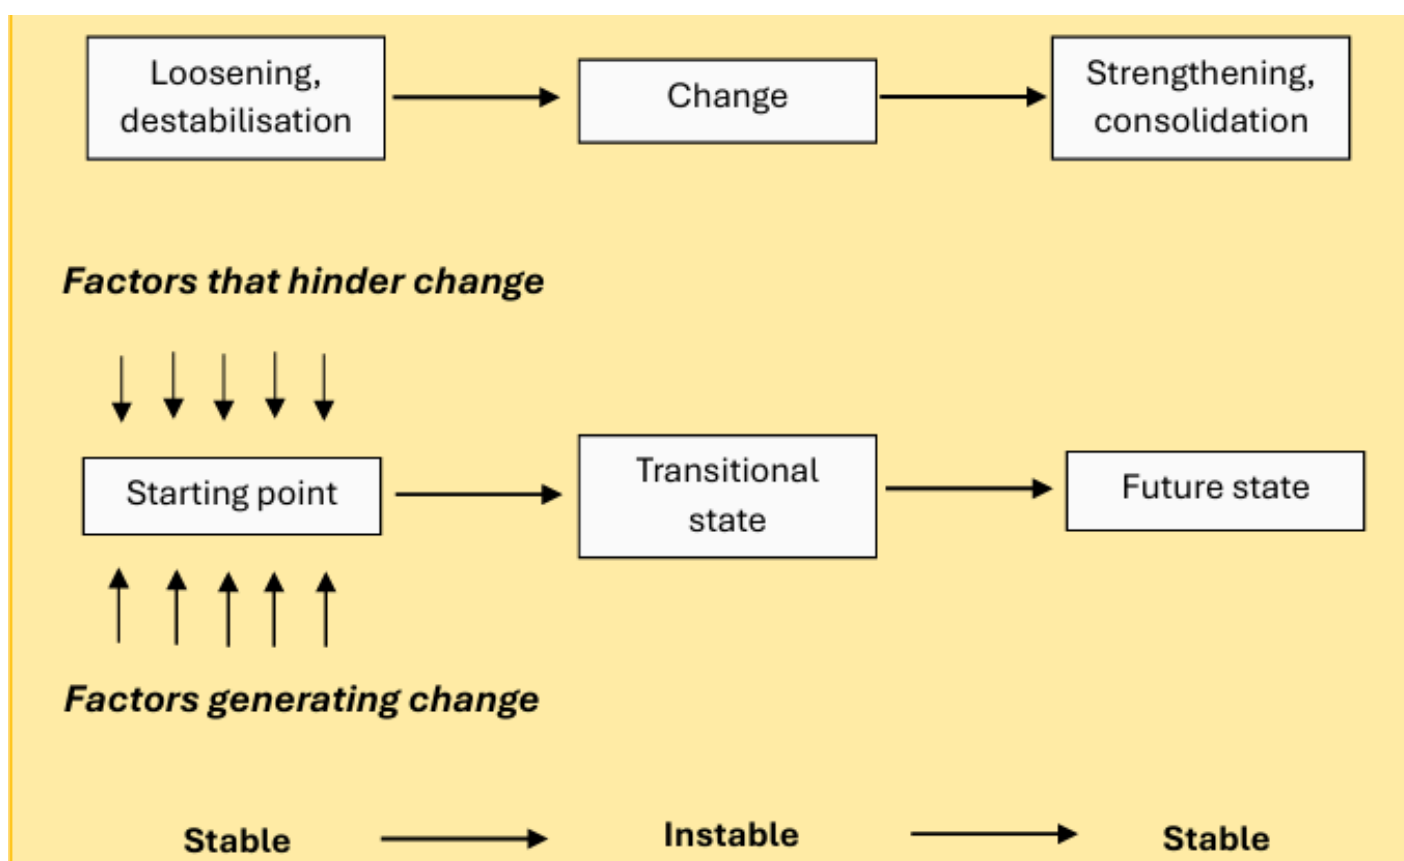 Loosening,
destabilisation
Change
Strengthening,
consolidation
Factors that hinder change
Starting point
Transitional
state
Future state
Factors generating change
Stable
Instable
Stable